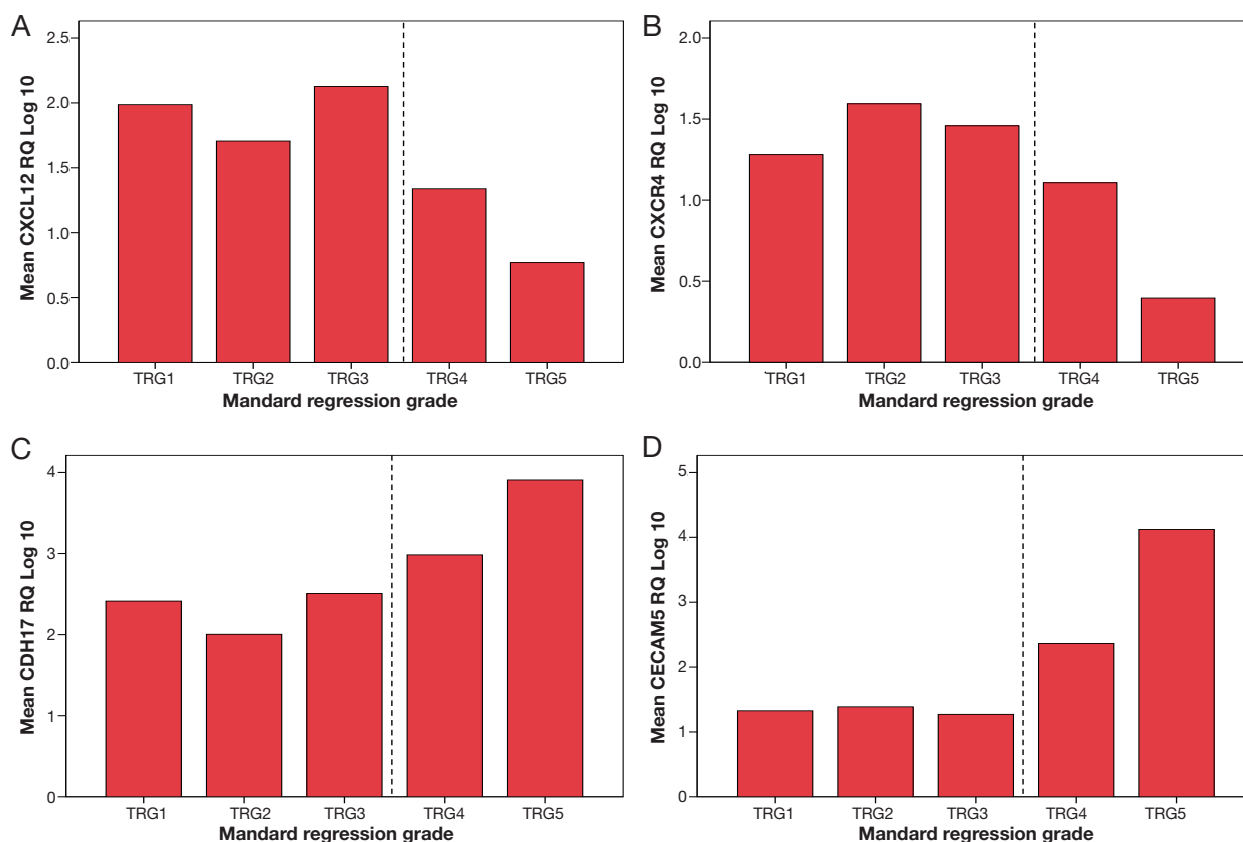 A
Mean CXCL12 RQ Log 10
2.5
2.0
1.5
1.0
0.5
0.0
TRG1 TRG2 TRG3 TRG4 TRG5
Mandard regression grade
B
Mean CXCR4 RQ Log 10
2.0
1.5
1.0
0.5
0.0
TRG1 TRG2 TRG3 TRG4 TRG5
Mandard regression grade
C
Mean CDH17 RQ Log 10
4
3
2
1
0
TRG1 TRG2 TRG3 TRG4 TRG5
Mandard regression grade
D
Mean CECAM5 RQ Log 10
5
4
3
2
1
0
TRG1 TRG2 TRG3 TRG4 TRG5
Mandard regression grade